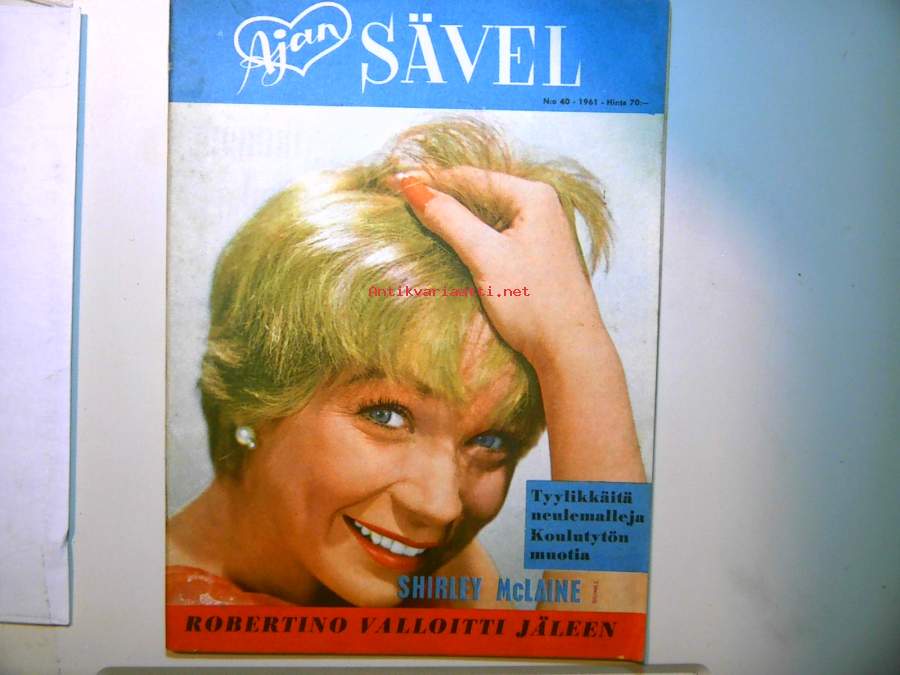 Ajan SÄVEL
N:o 40 - 1961 - Hinta 70:—
Antikvariaatti.net
Tyylikkäitä
neulemalleja
Koulutytön
muotia
SHIRLEY McLAINE
ROBERTINO VALLOITTI JÄLEEN